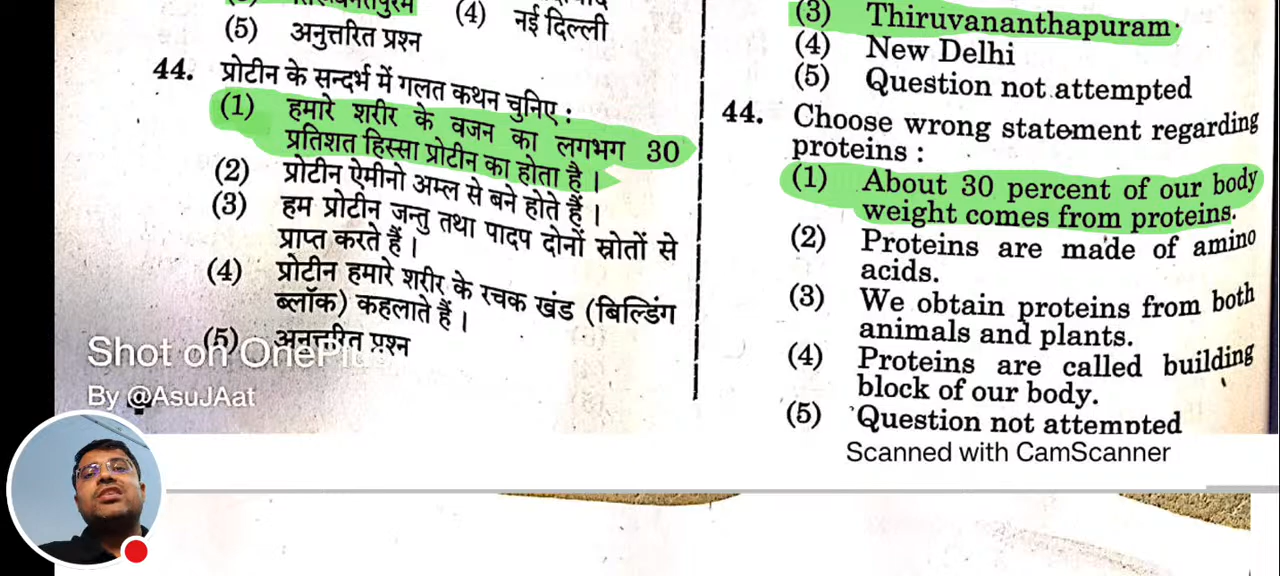 (4) नई दिल्ली
(5) अनुत्तरित प्रश्न
44. प्रोटीन के सन्दर्भ में गलत कथन चुनिए :
(1) हमारे शरीर के वजन का लगभग 30
प्रतिशत हिस्सा प्रोटीन का होता है ।
(2) प्रोटीन ऐमीनो अम्ल से बने होते हैं ।
(3) हम प्रोटीन जन्तु तथा पादप दोनों स्रोतों से
प्राप्त करते हैं ।
(4) प्रोटीन हमारे शरीर के रचक खंड (बिल्डिंग
ब्लॉक) कहलाते हैं ।
(5) अनुत्तरित प्रश्न
Shot on
By @AsuJAat
(3) Thiruvananthapuram
(4) New Delhi
(5) Question not attempted
44. Choose wrong statement regarding
proteins :
(1) About 30 percent of our body
weight comes from proteins.
(2) Proteins are made of amino
acids.
(3) We obtain proteins from both
animals and plants.
(4) Proteins are called building
block of our body.
(5) Question not attempted
Scanned with CamScanner